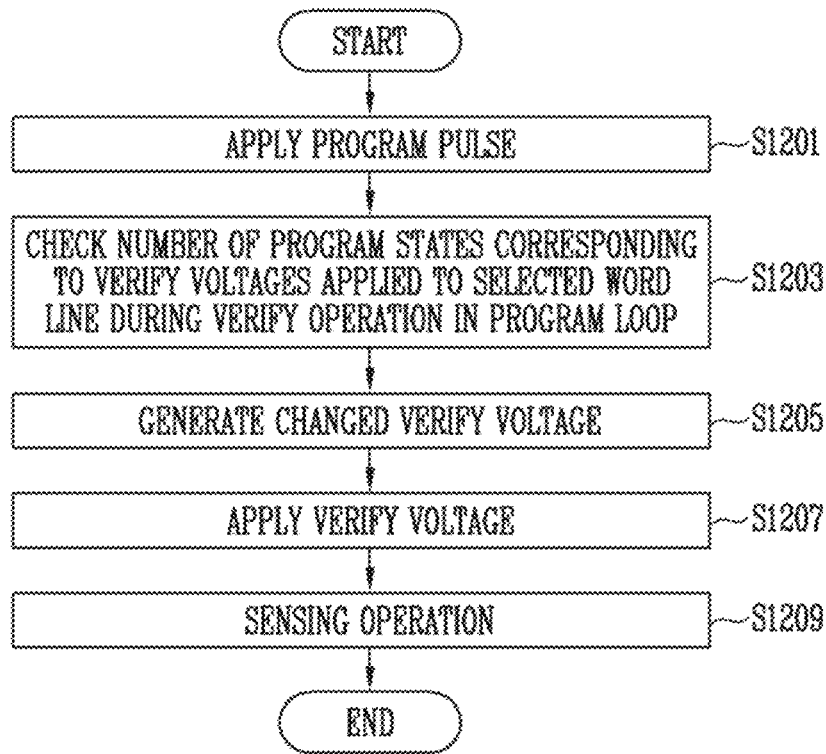 START
APPLY PROGRAM PULSE
S1201
CHECK NUMBER OF PROGRAM STATES CORRESPONDING
TO VERIFY VOLTAGES APPLIED TO SELECTED WORD
LINE DURING VERIFY OPERATION IN PROGRAM LOOP
S1203
GENERATE CHANGED VERIFY VOLTAGE
S1205
APPLY VERIFY VOLTAGE
S1207
SENSING OPERATION
S1209
END